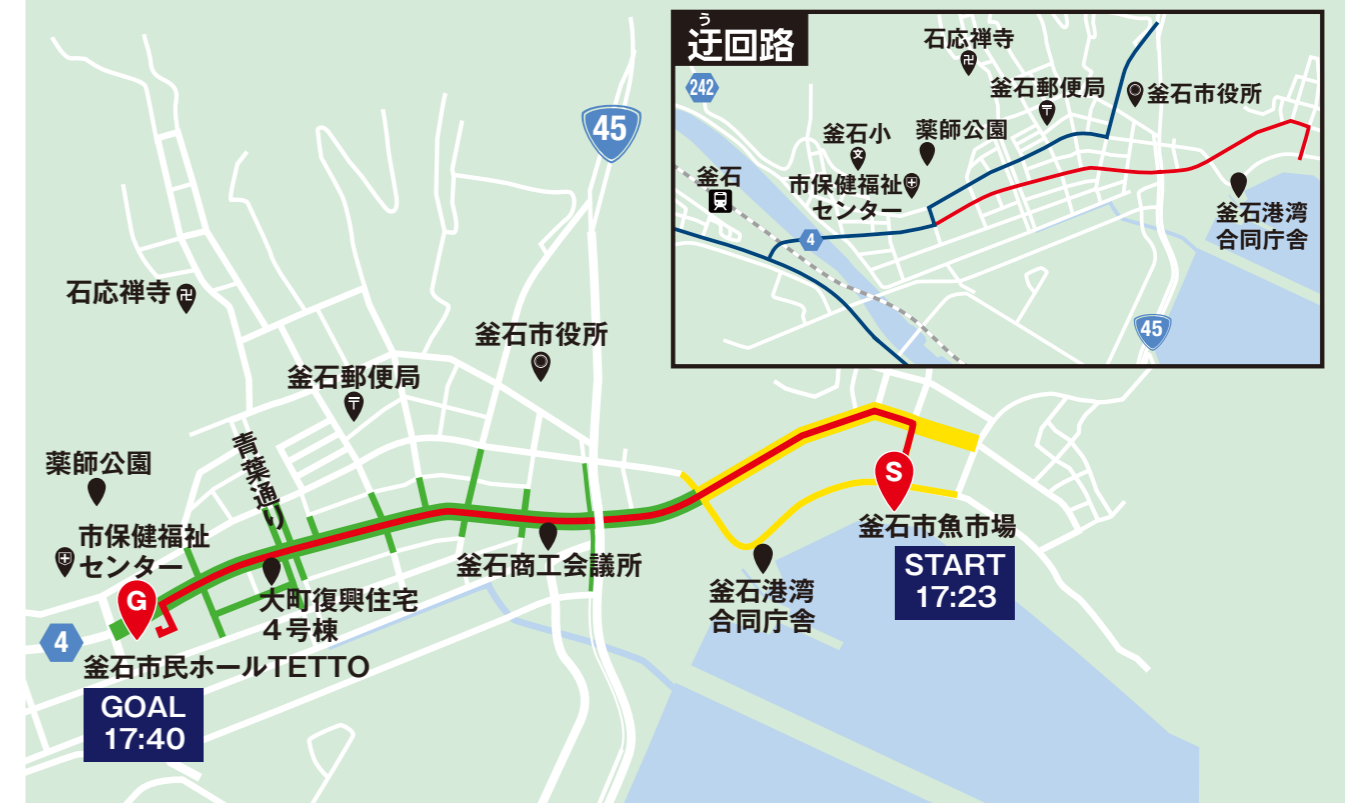 う
迂回路
242
石応禅寺
卍
釜石郵便局
〒
釜石市役所
釜石小
文
薬師公園
釜石
市保健福祉
センター
4
釜石港湾
合同庁舎
45
45
石応禅寺
卍
釜石市役所
釜石郵便局
〒
青葉通り
薬師公園
市保健福祉
センター
G
4
釜石市民ホールTETTO
GOAL
17:40
大町復興住宅
4号棟
釜石商工会議所
釜石港湾
合同庁舎
S
釜石市魚市場
START
17:23